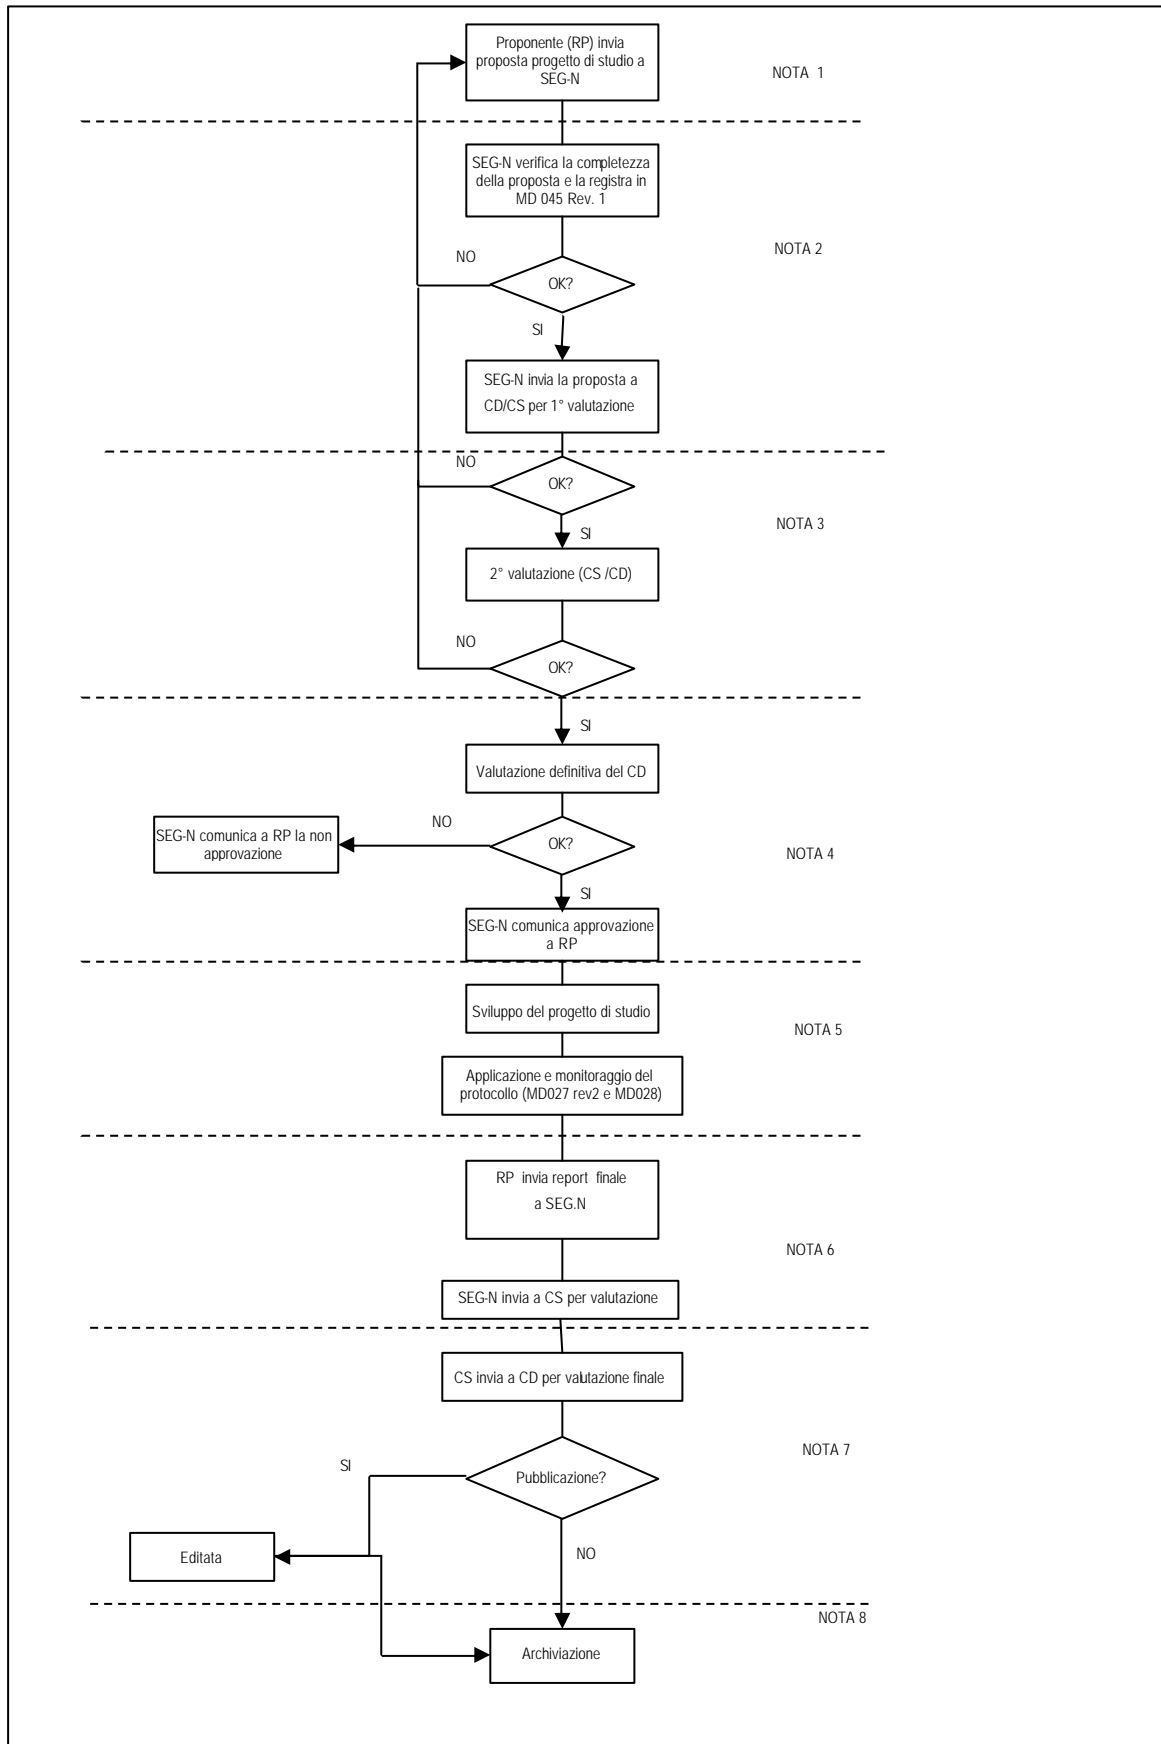 Proponente (RP) invia
proposta progetto di studio a
SEG-N
NOTA 1
SEG-N verifica la completezza
della proposta e la registra in
MD 045 Rev. 1
NOTA 2
NO
OK?
SI
SEG-N invia la proposta a
CD/CS per 1° valutazione
NO
OK?
NOTA 3
SI
2° valutazione (CS /CD)
NO
OK?
SI
Valutazione definitiva del CD
NO
SEG-N comunica a RP la non
approvazione
OK?
NOTA 4
SI
SEG-N comunica approvazione
a RP
Sviluppo del progetto di studio
NOTA 5
Applicazione e monitoraggio del
protocollo (MD027 rev2 e MD028)
RP invia report finale
a SEG.N
NOTA 6
SEG-N invia a CS per valutazione
CS invia a CD per valutazione finale
NOTA 7
SI
Pubblicazione?
Editata
NO
NOTA 8
Archiviazione